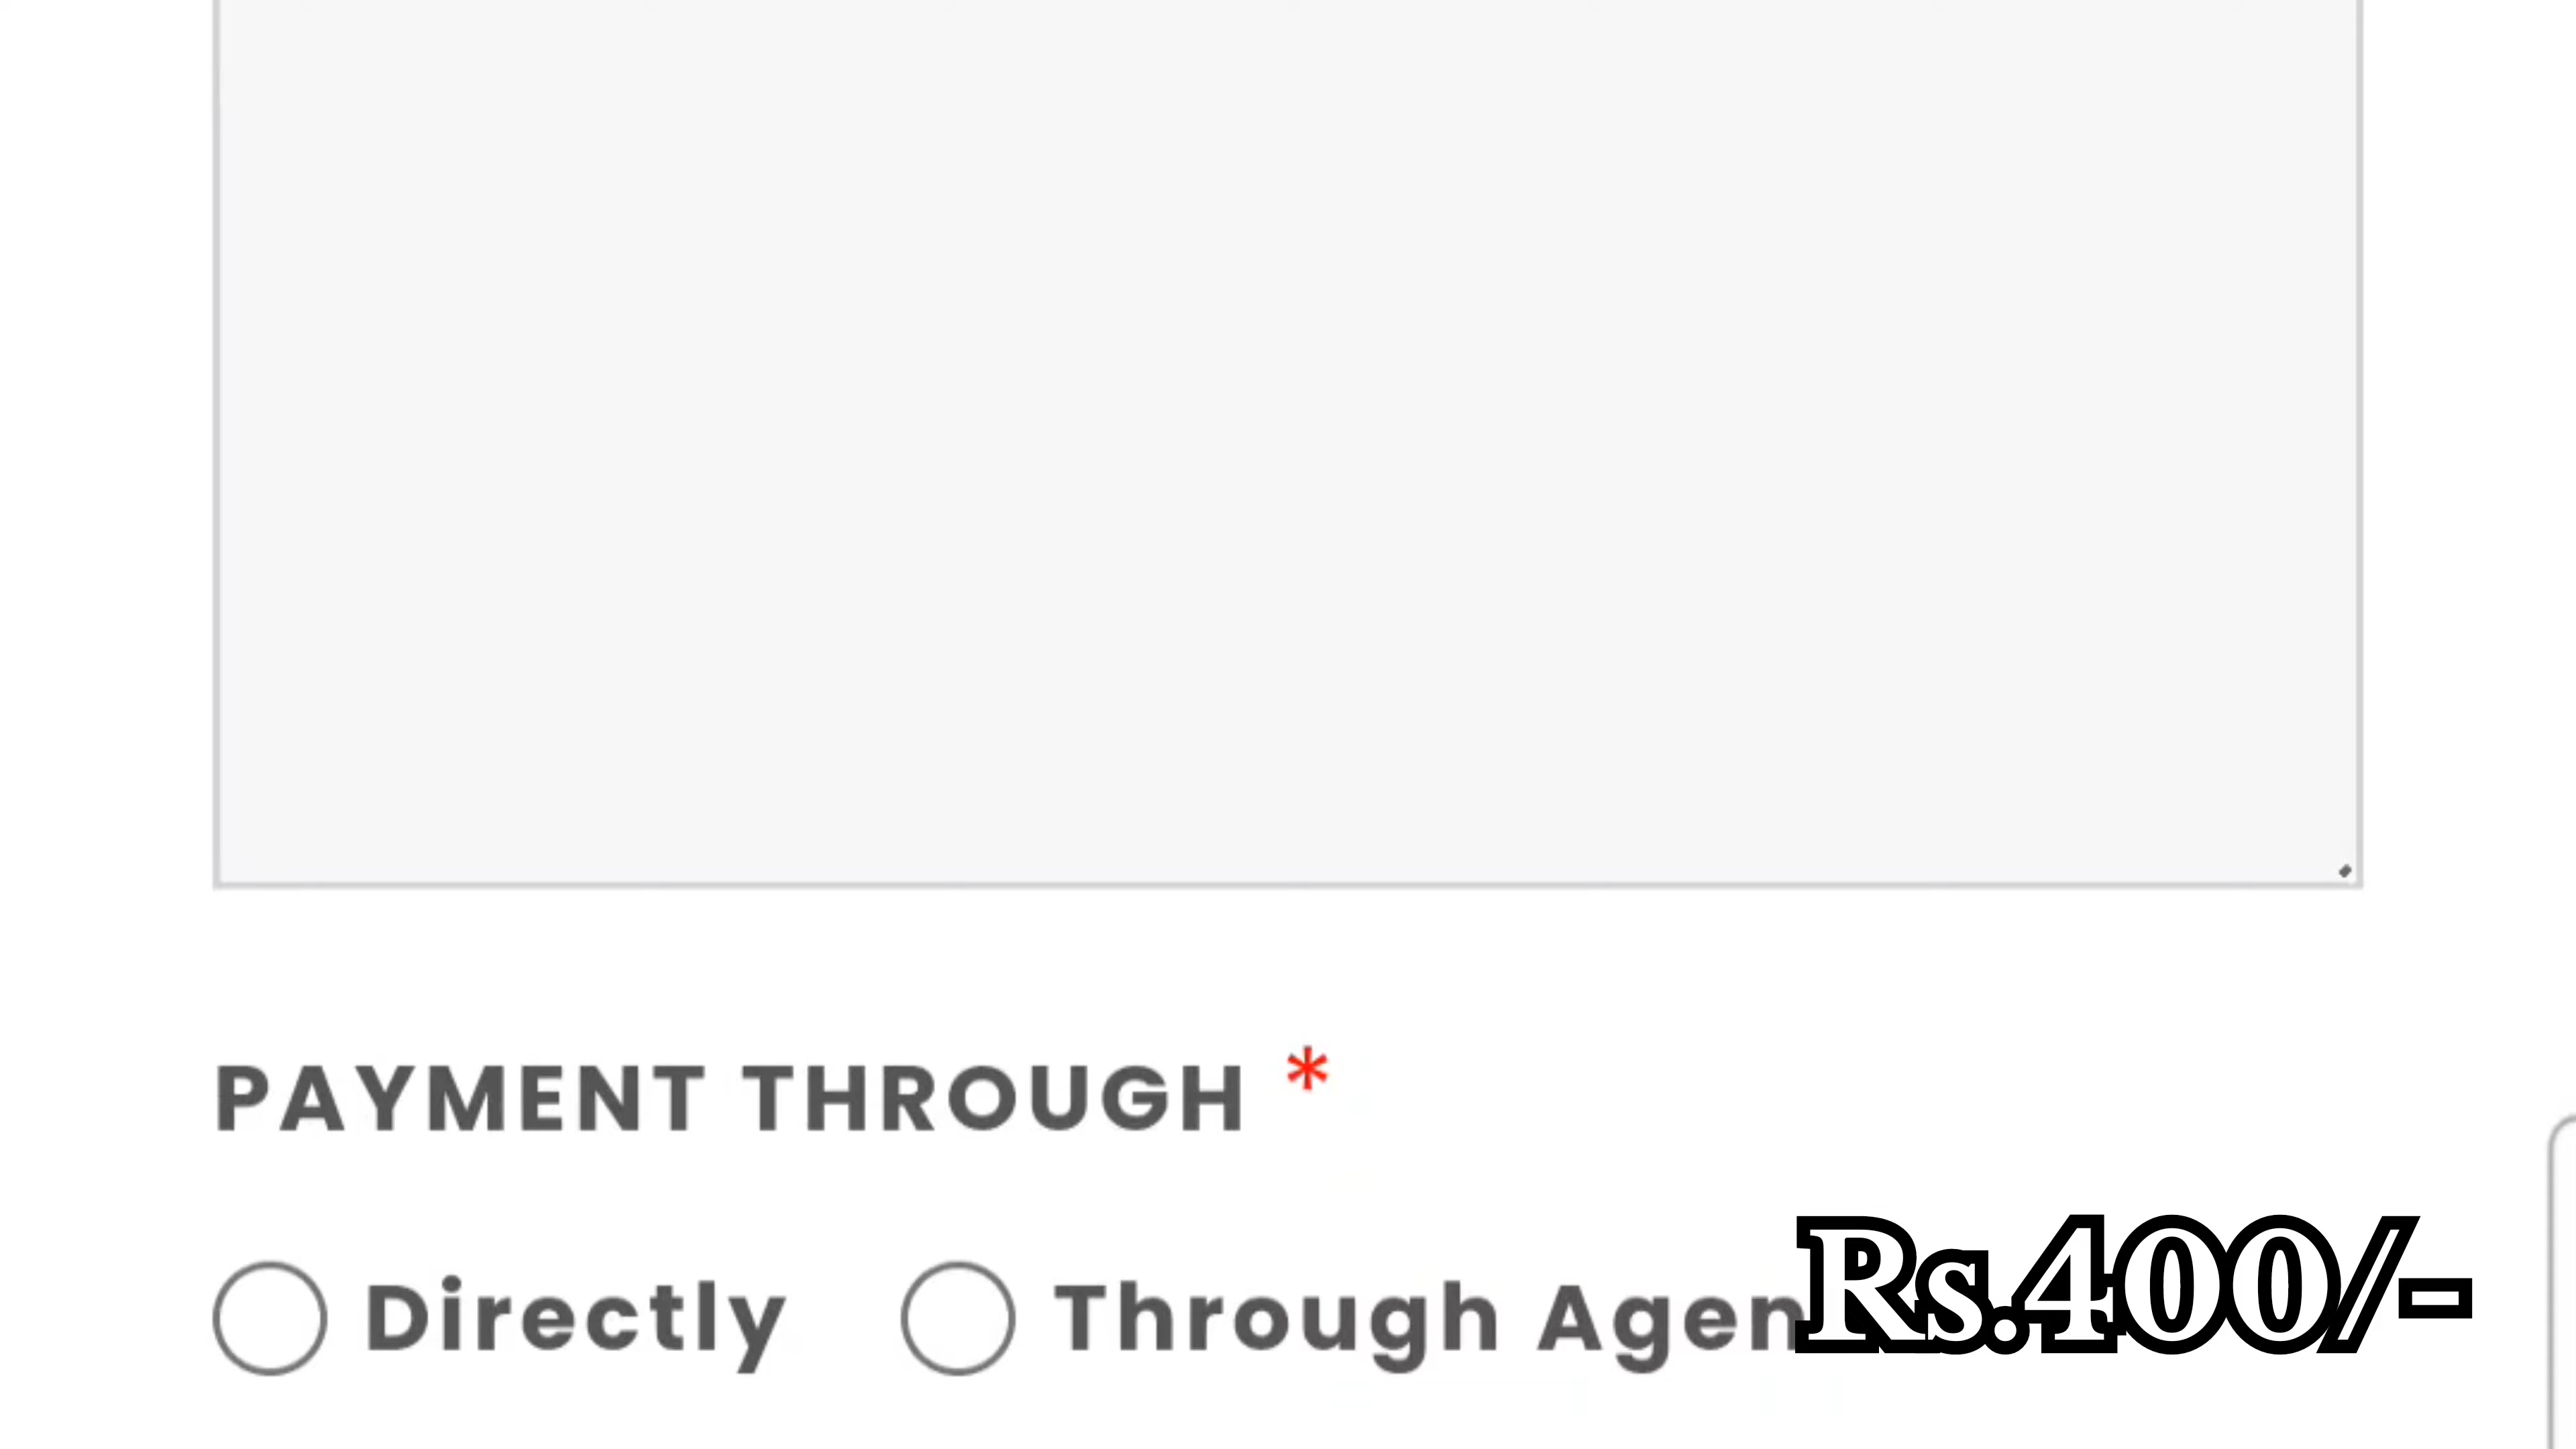 PAYMENT THROUGH *
Directly
Through Agen
Rs.400/-